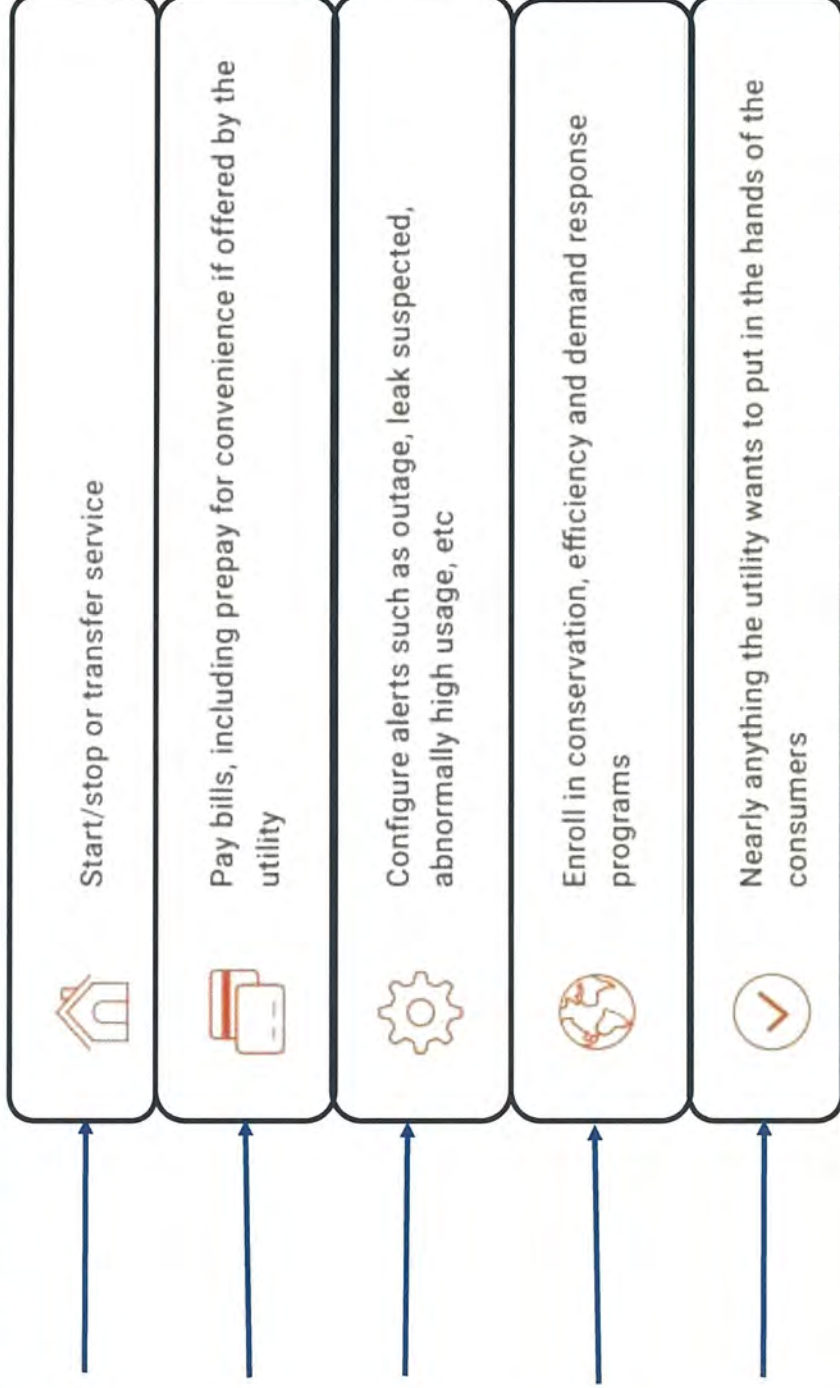 Start/stop or transfer service
Pay bills, including prepay for convenience if offered by the
utility
Configure alerts such as outage, leak suspected,
abnormally high usage, etc
Enroll in conservation, efficiency and demand response
programs
Nearly anything the utility wants to put in the hands of the
consumers